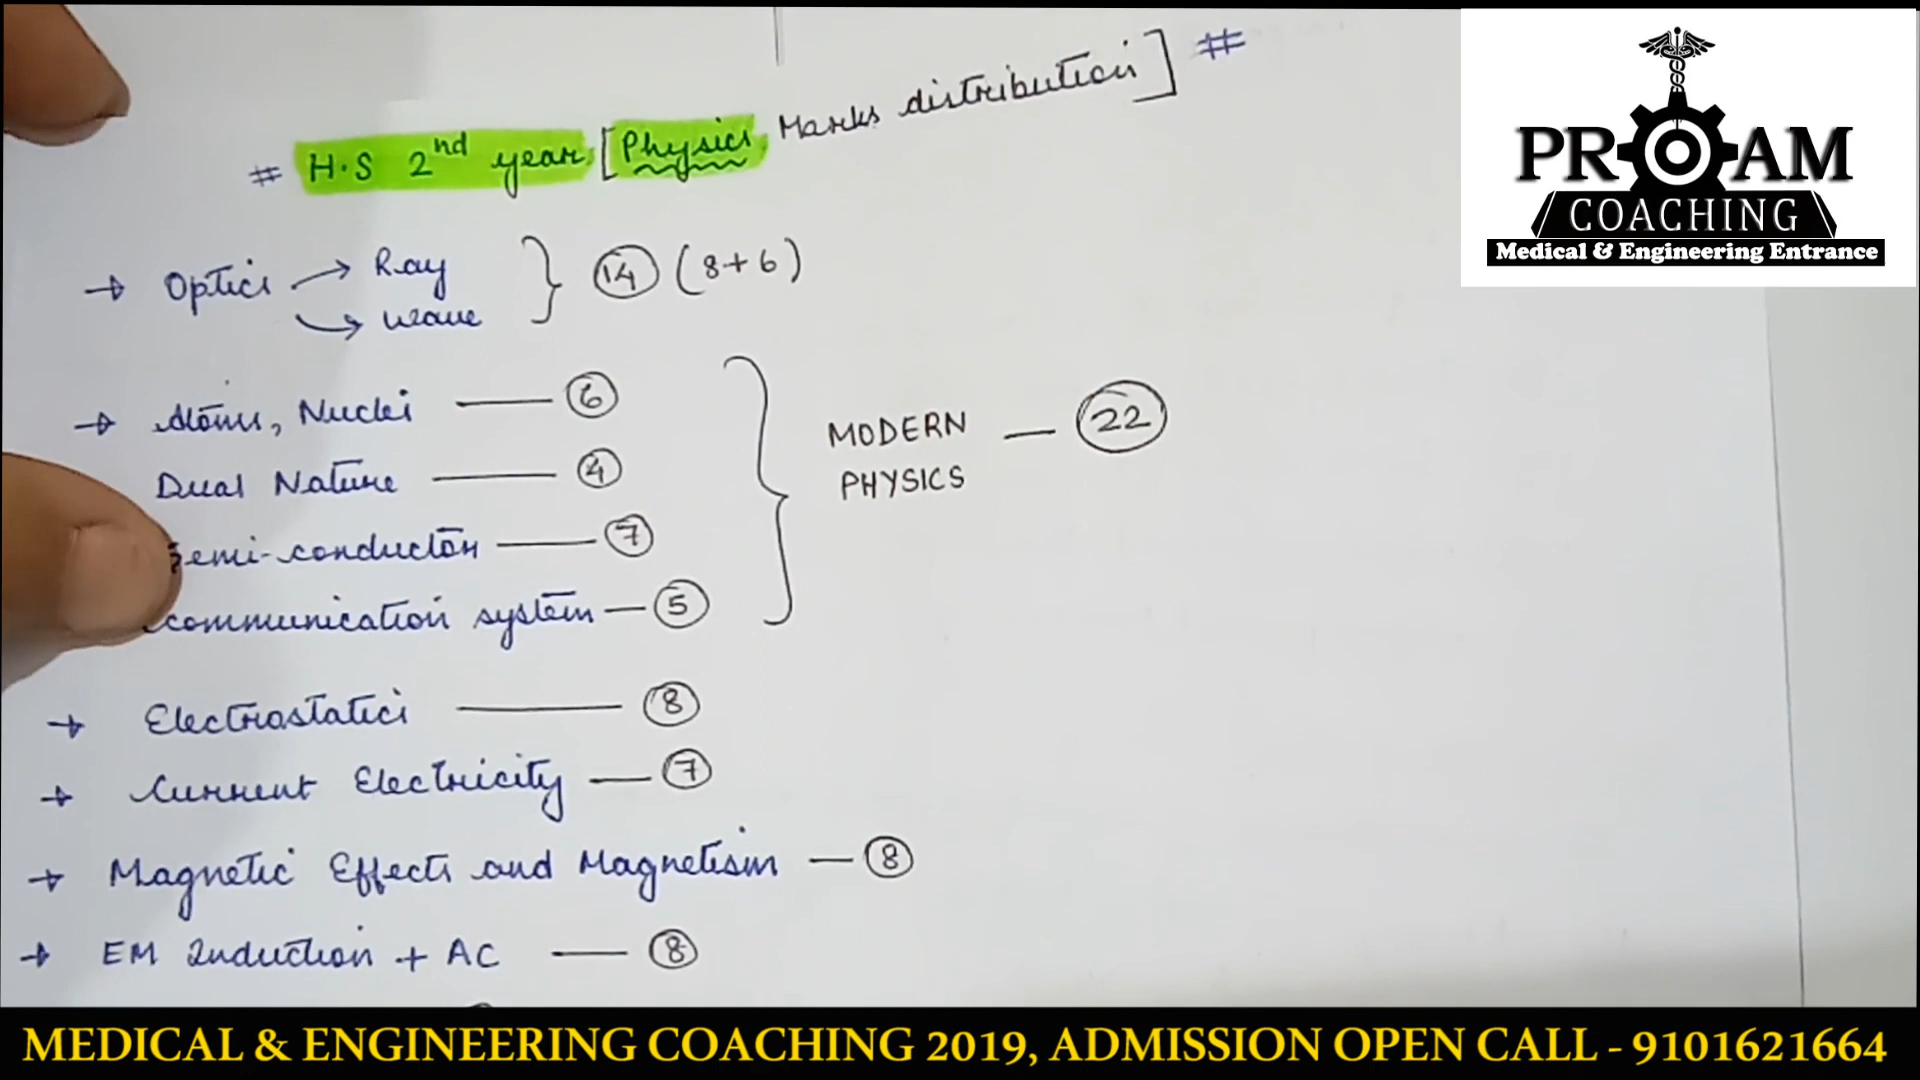 # H.S 2nd year [Physics Marks distribution] #
PROAM
COACHING
Medical & Engineering Entrance
→ Optics → Ray } 14 (8+6)
→ Wave
→ Atoms, Nuclei — 6
Dual Nature — 4
Semi-conductor — 7
Communication system — 5
} MODERN PHYSICS — 22
→ Electrostatics — 8
→ Current Electricity — 7
→ Magnetic Effects and Magnetism — 8
→ EM Induction + AC — 8
MEDICAL & ENGINEERING COACHING 2019, ADMISSION OPEN CALL - 9101621664